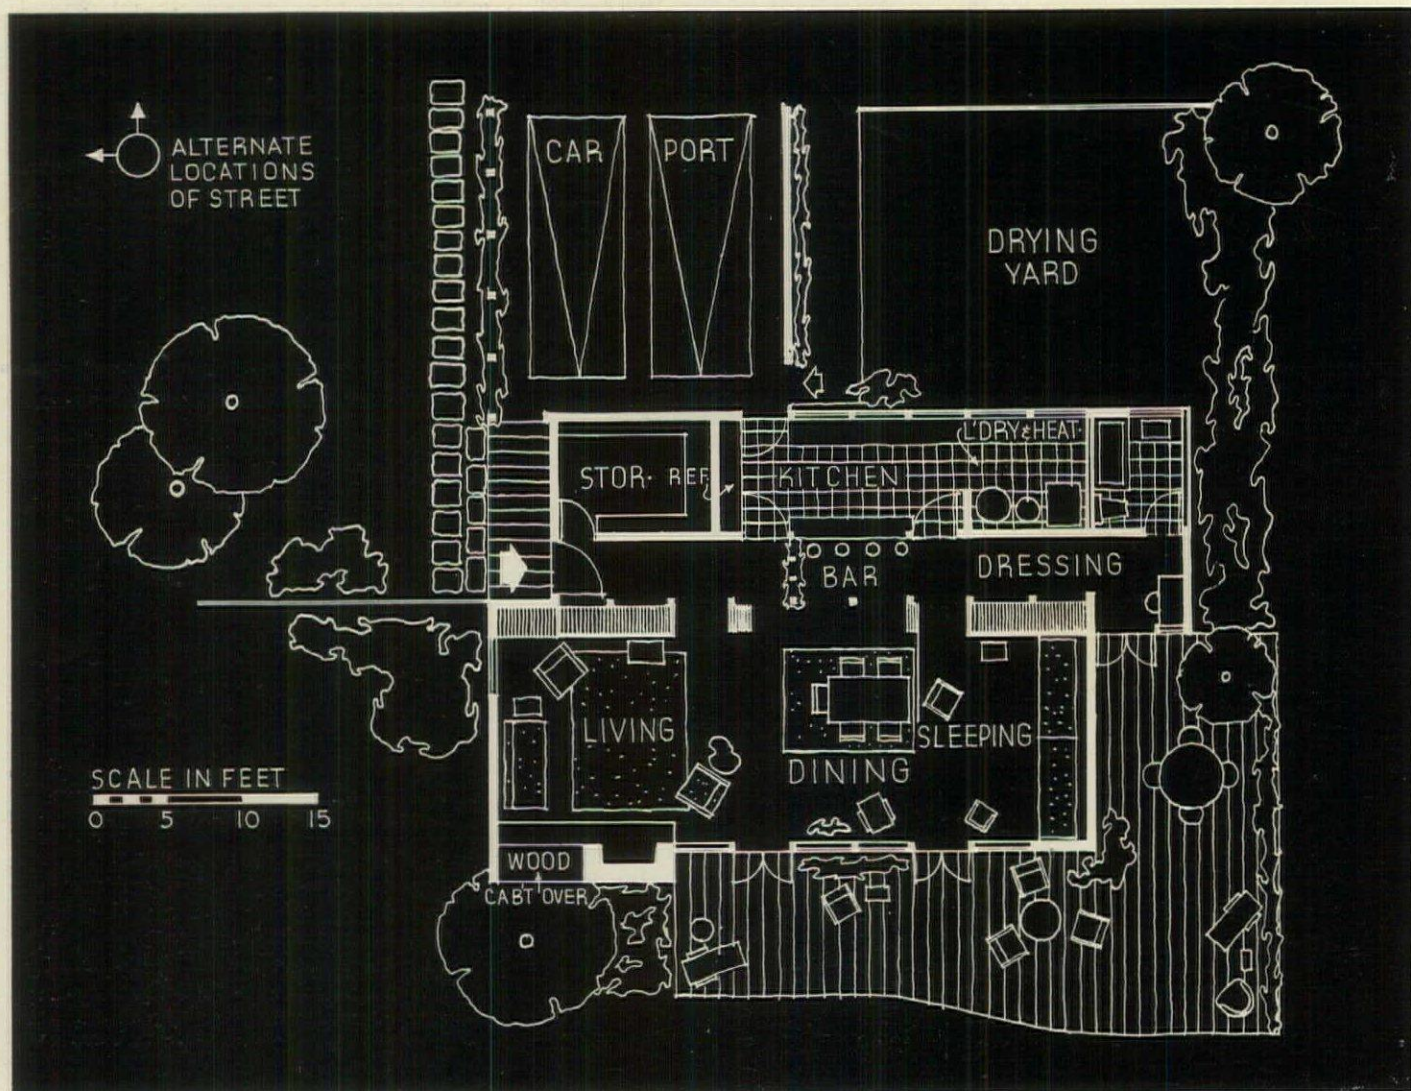 ALTERNATE
LOCATIONS
OF STREET
CAR PORT
DRYING
YARD
L'DRY & HEAT
STOR. REF.
KITCHEN
BAR
DRESSING
LIVING
DINING
SLEEPING
SCALE IN FEET
0 5 10 15
WOOD
CABT OVER